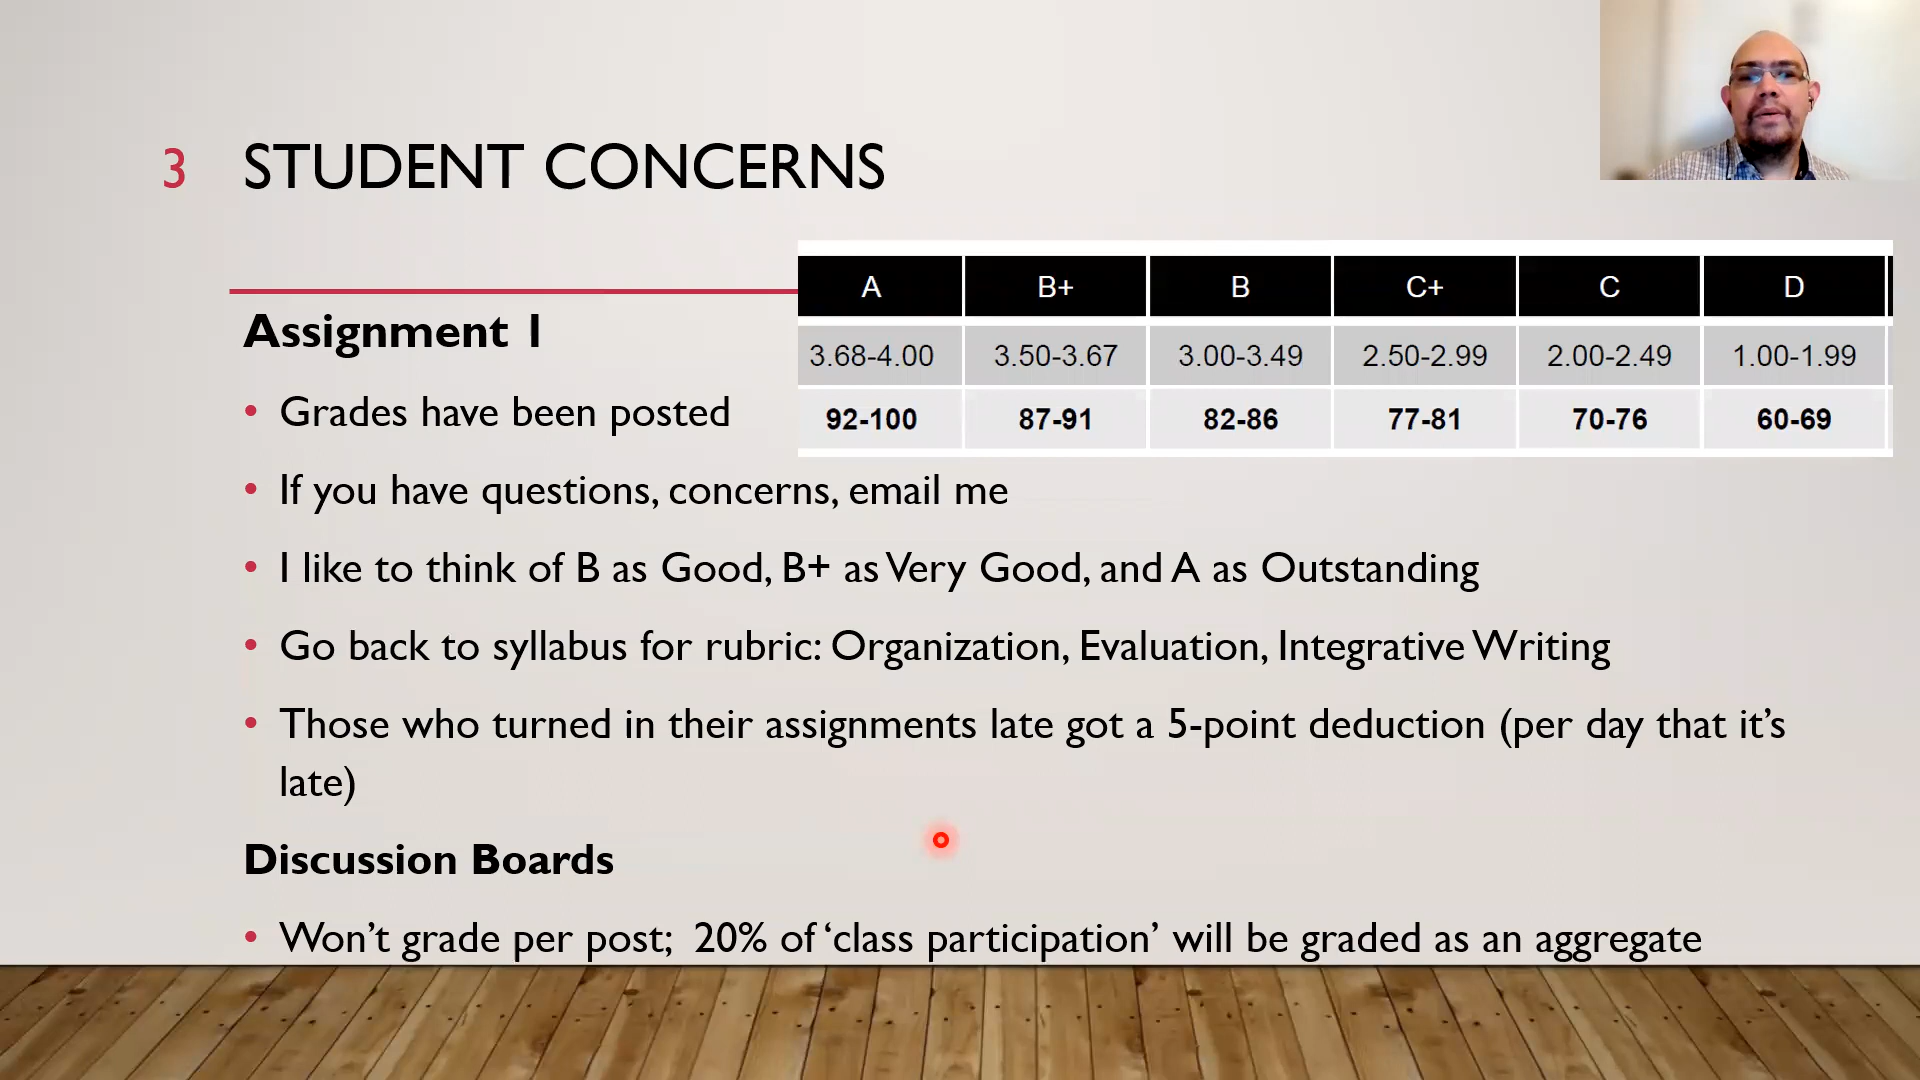 3 STUDENT CONCERNS
A B+ B C+ C D
3.68-4.00 3.50-3.67 3.00-3.49 2.50-2.99 2.00-2.49 1.00-1.99
92-100 87-91 82-86 77-81 70-76 60-69
Assignment 1
• Grades have been posted
• If you have questions, concerns, email me
• I like to think of B as Good, B+ as Very Good, and A as Outstanding
• Go back to syllabus for rubric: Organization, Evaluation, Integrative Writing
• Those who turned in their assignments late got a 5-point deduction (per day that it’s
late)
Discussion Boards
• Won’t grade per post; 20% of ‘class participation’ will be graded as an aggregate